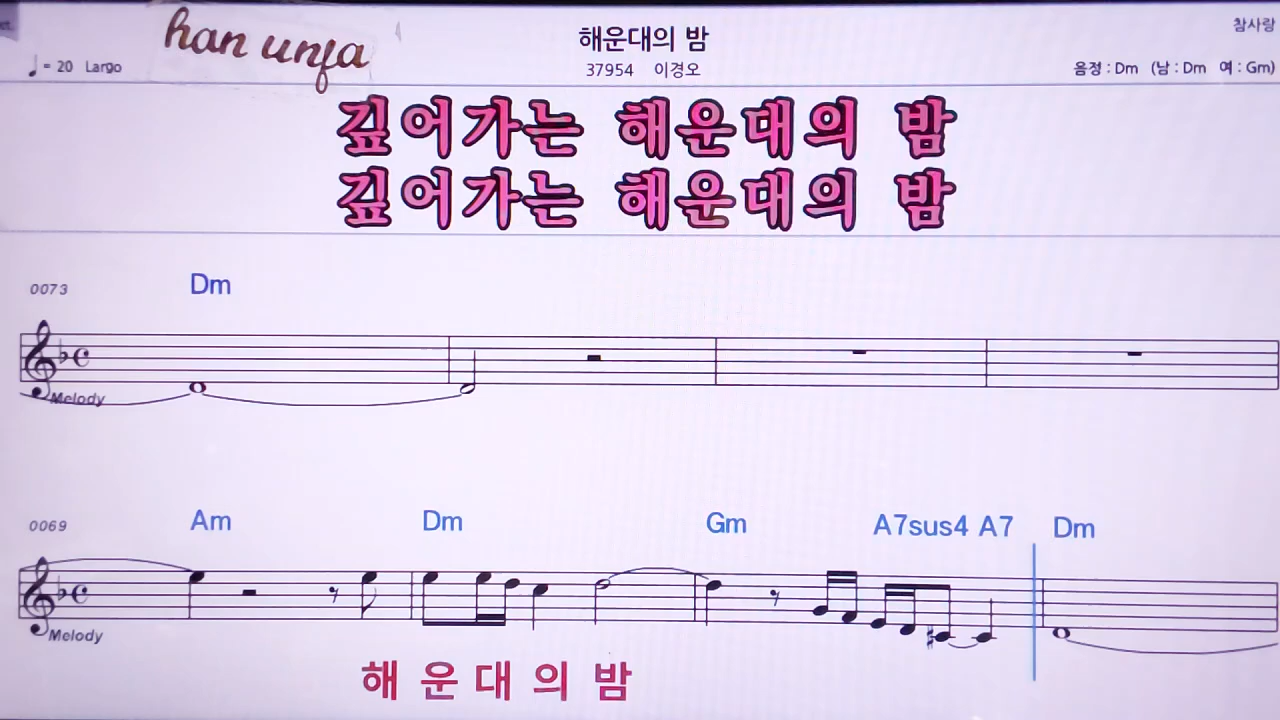 han unfa
해운대의 밤
참사랑
♩= 20 Largo
37954 이경오
음정 : Dm (남 : Dm 여 : Gm)
깊어가는 해운대의 밤
깊어가는 해운대의 밤
0073 Dm
Melody
0069 Am Dm Gm A7sus4 A7 Dm
Melody
해 운 대 의 밤